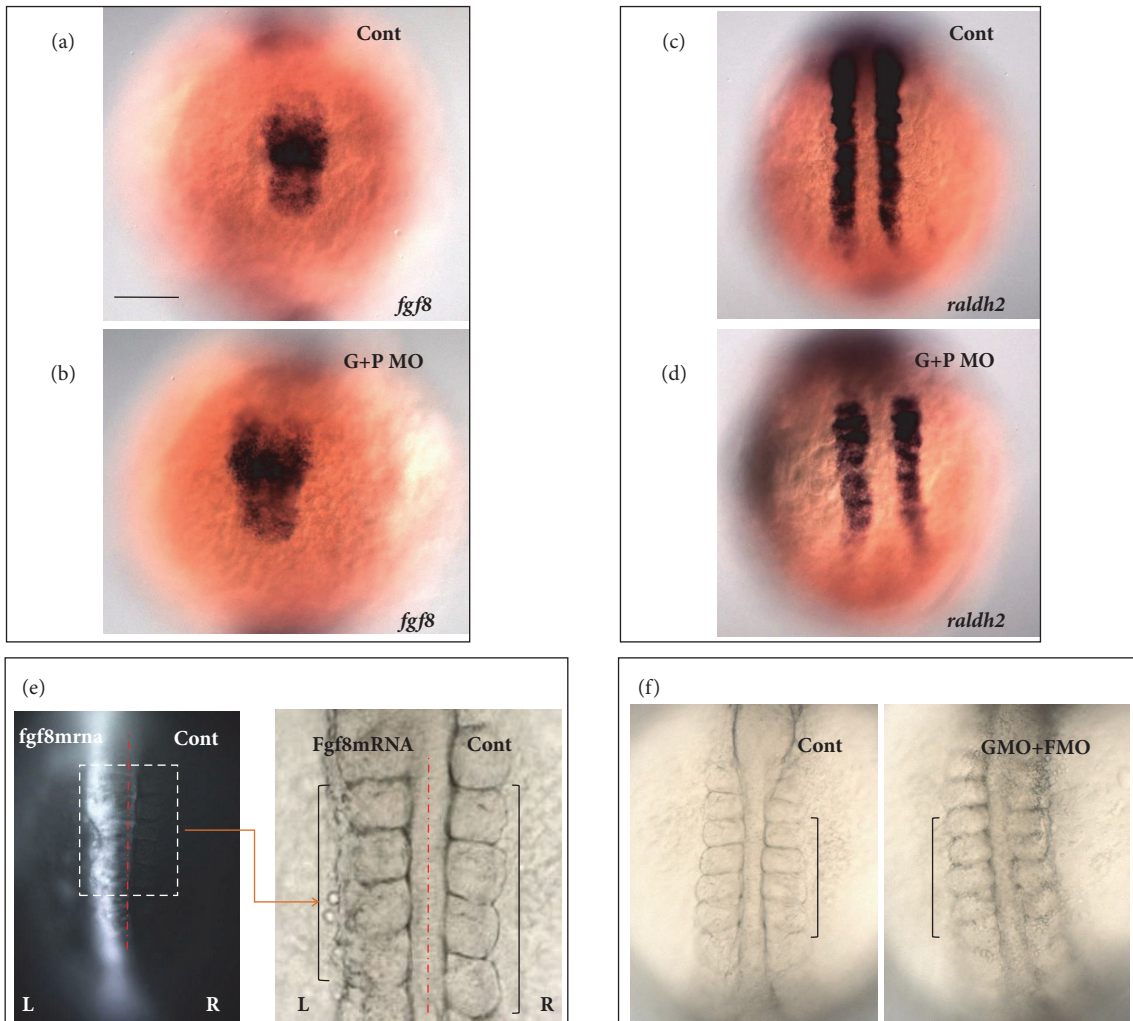 (a)
Cont
fgf8
(b)
G+P MO
fgf8
(c)
Cont
raldh2
(d)
G+P MO
raldh2
(e)
fgf8mrna Cont
L R
Fgf8mRNA Cont
L R
(f)
Cont
GMO+FMO